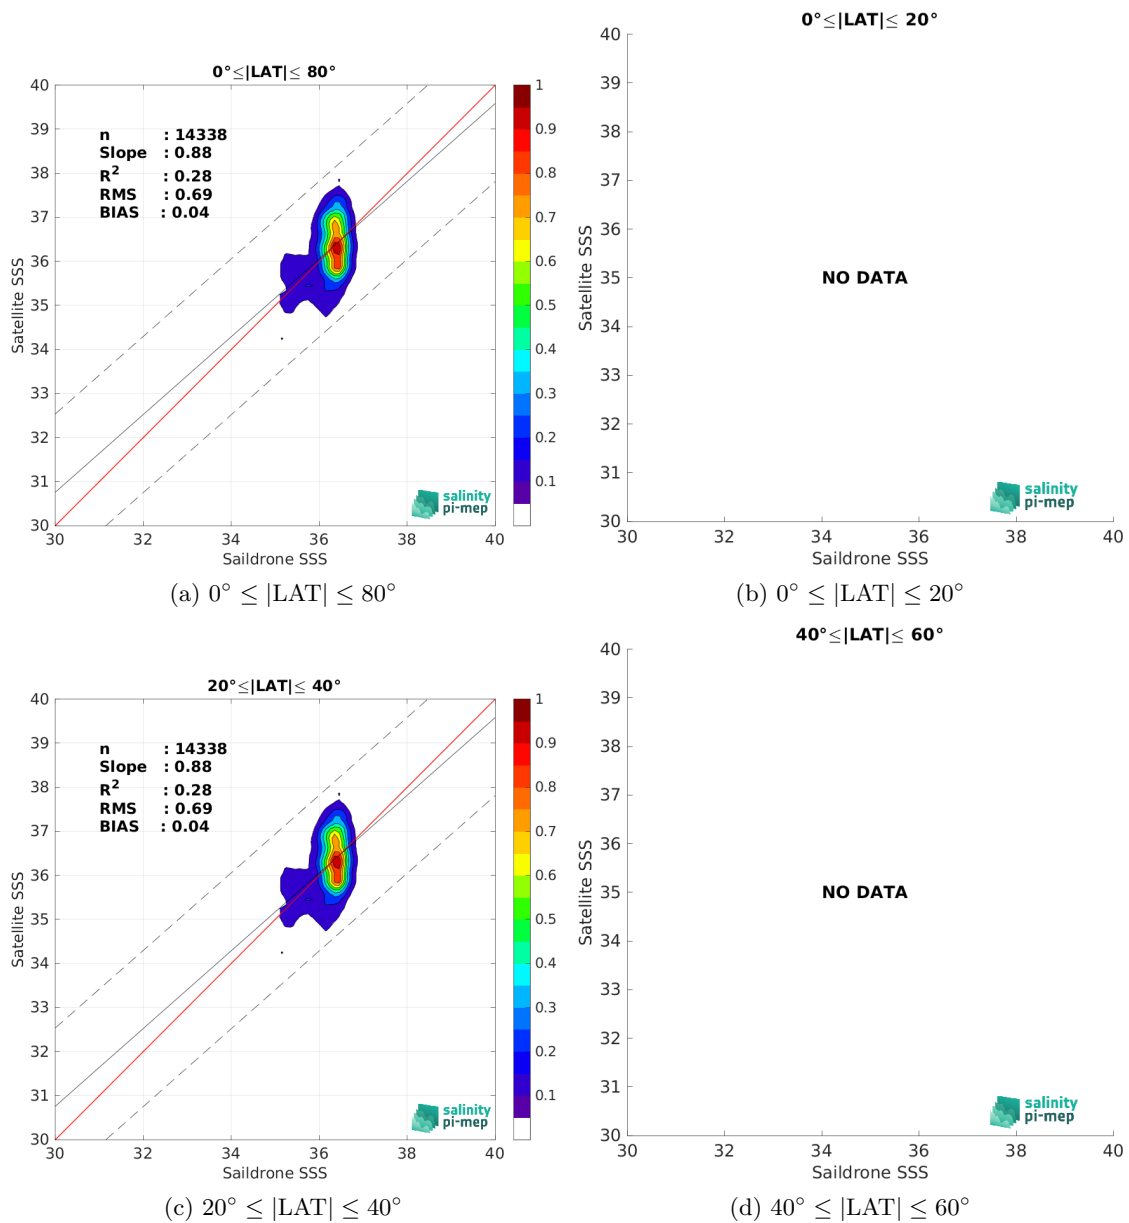 0°≤|LAT|≤ 80°
40
39
38
37
36
35
34
33
32
31
30
Satellite SSS
n : 14338
Slope : 0.88
R² : 0.28
RMS : 0.69
BIAS : 0.04
salinity
pi-mep
30 32 34 36 38 40
Saildrone SSS
1
0.9
0.8
0.7
0.6
0.5
0.4
0.3
0.2
0.1
(a) 0° ≤ |LAT| ≤ 80°
0°≤|LAT|≤ 20°
40
39
38
37
36
35
34
33
32
31
30
Satellite SSS
NO DATA
salinity
pi-mep
30 32 34 36 38 40
Saildrone SSS
(b) 0° ≤ |LAT| ≤ 20°
20°≤|LAT|≤ 40°
40
39
38
37
36
35
34
33
32
31
30
Satellite SSS
n : 14338
Slope : 0.88
R² : 0.28
RMS : 0.69
BIAS : 0.04
salinity
pi-mep
30 32 34 36 38 40
Saildrone SSS
1
0.9
0.8
0.7
0.6
0.5
0.4
0.3
0.2
0.1
(c) 20° ≤ |LAT| ≤ 40°
40°≤|LAT|≤ 60°
40
39
38
37
36
35
34
33
32
31
30
Satellite SSS
NO DATA
salinity
pi-mep
30 32 34 36 38 40
Saildrone SSS
(d) 40° ≤ |LAT| ≤ 60°